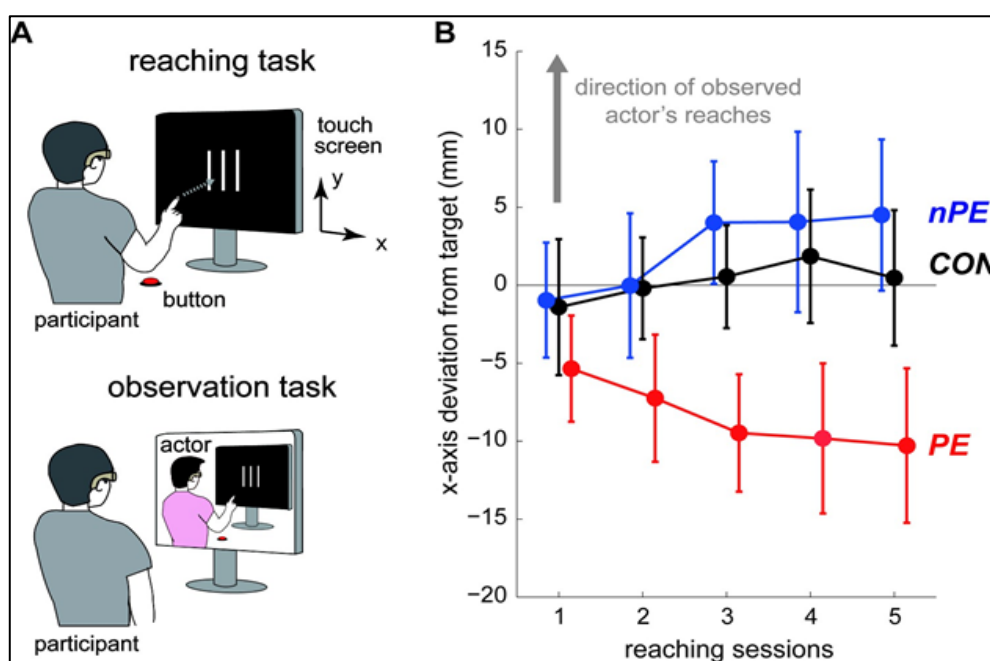 A
reaching task
touch
screen
y
x
button
participant
observation task
actor
participant
B
x-axis deviation from target (mm)
15
10
5
0
−5
−10
−15
−20
direction of observed
actor's reaches
nPE
CON
PE
1 2 3 4 5
reaching sessions